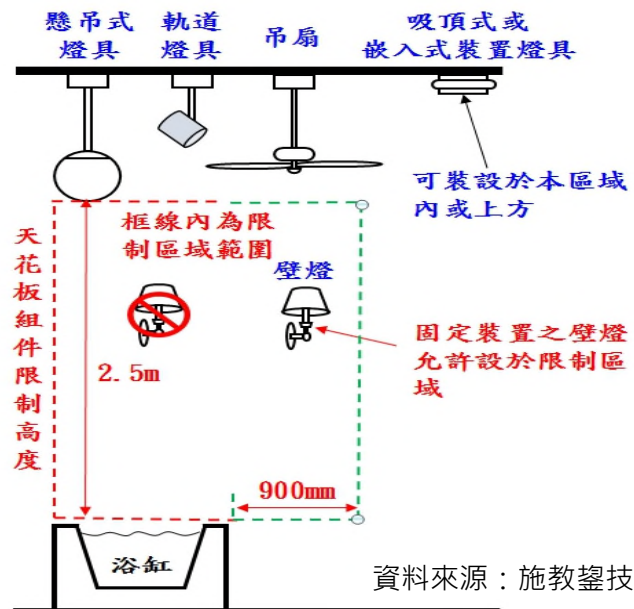 懸吊式
燈具
軌道
燈具
吊扇
吸頂式或
嵌入式裝置燈具
可裝設於本區域
內或上方
天花板組件限制高度
框線內為限
制區域範圍
壁燈
2.5m
固定裝置之壁燈
允許設於限制區
域
900mm
浴缸
資料來源：施教鋆技